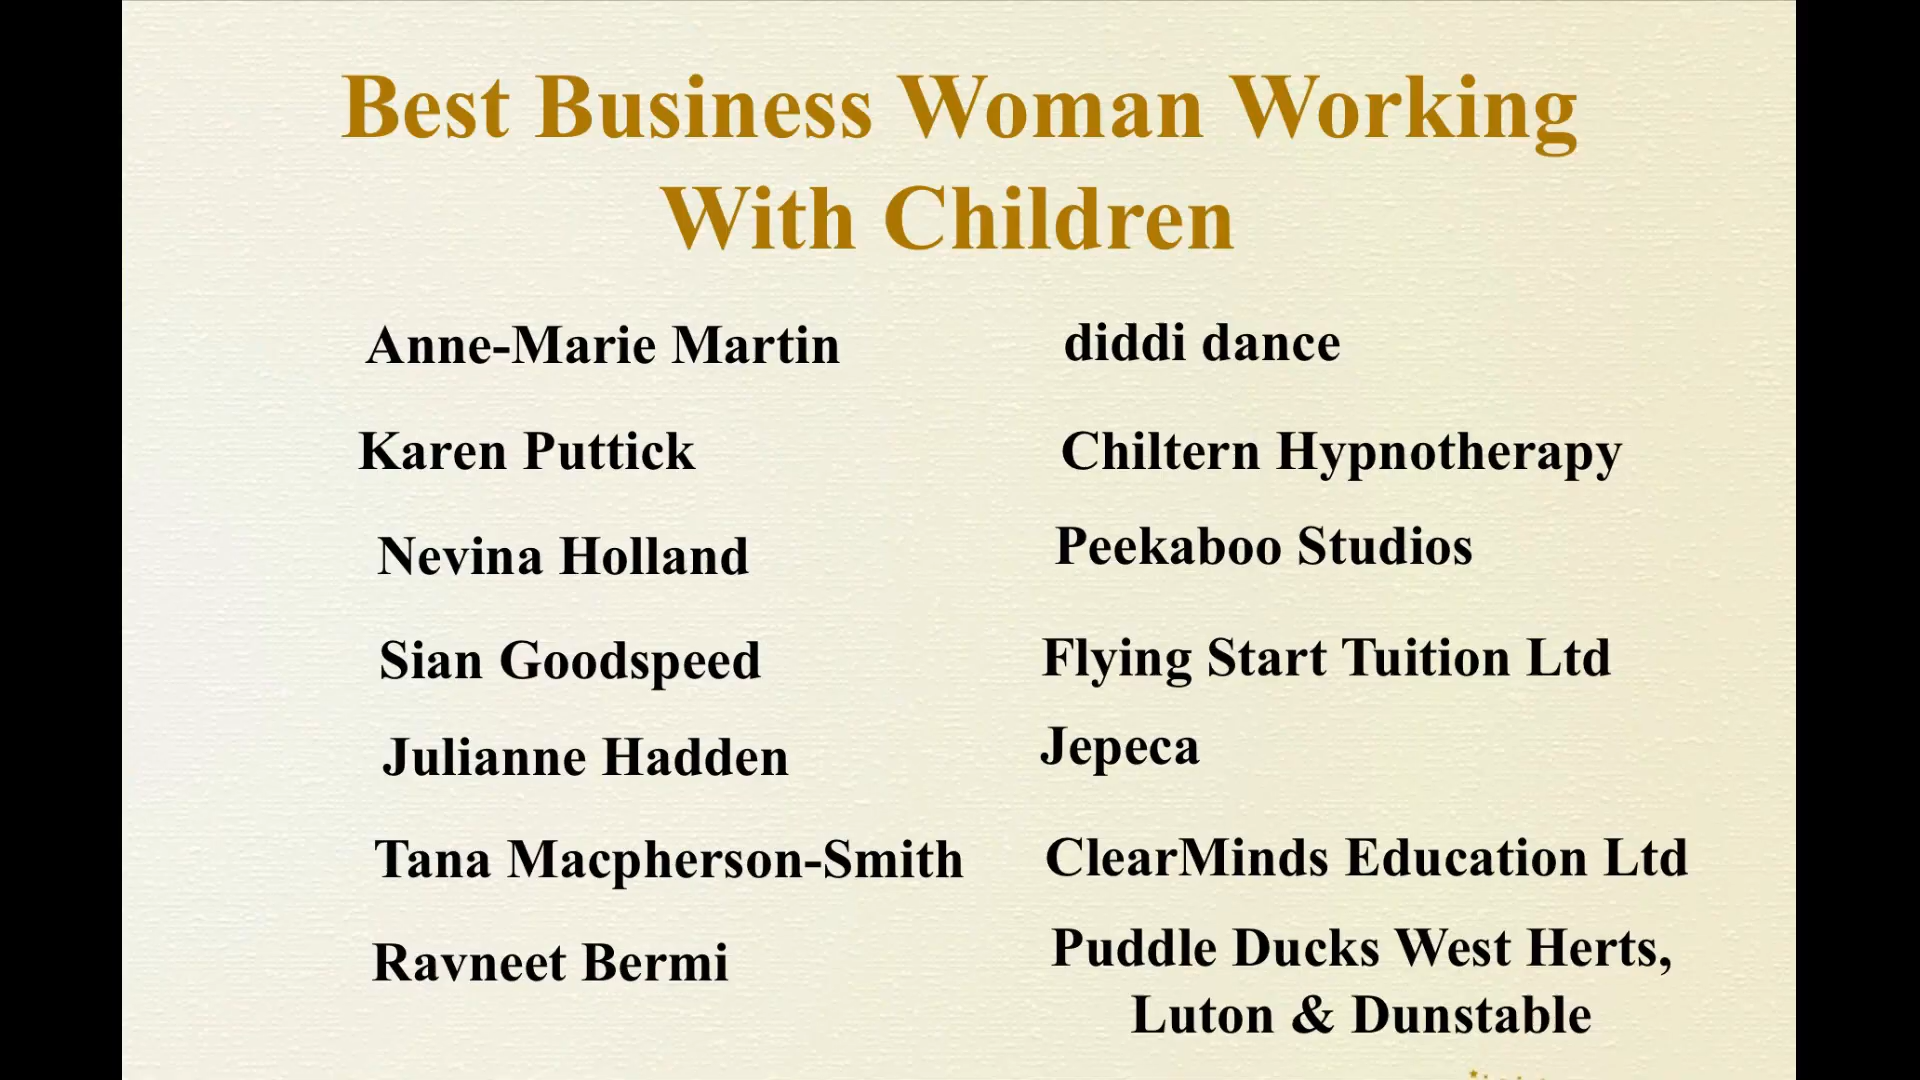 Best Business Woman Working
With Children
Anne-Marie Martin diddi dance
Karen Puttick Chiltern Hypnotherapy
Nevina Holland Peekaboo Studios
Sian Goodspeed Flying Start Tuition Ltd
Julianne Hadden Jepeca
Tana Macpherson-Smith ClearMinds Education Ltd
Ravneet Bermi Puddle Ducks West Herts,
Luton & Dunstable